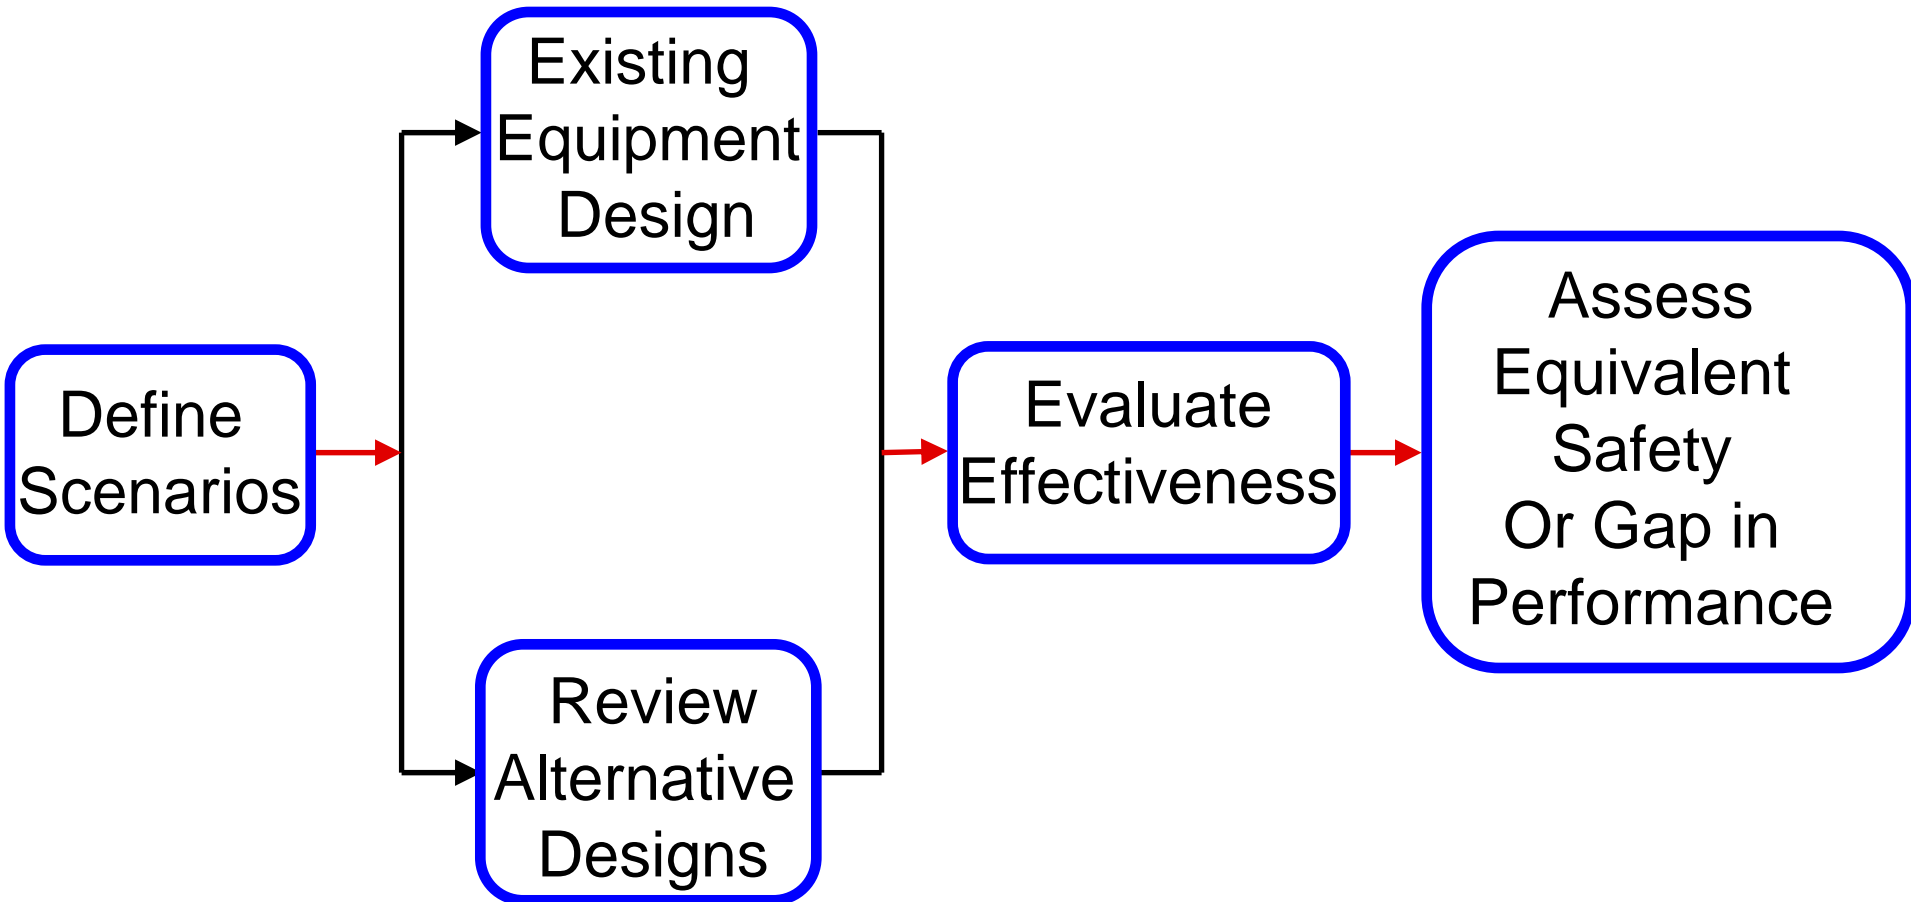 Existing
Equipment
Design
Define
Scenarios
Review
Alternative
Designs
Evaluate
Effectiveness
Assess
Equivalent
Safety
Or Gap in
Performance